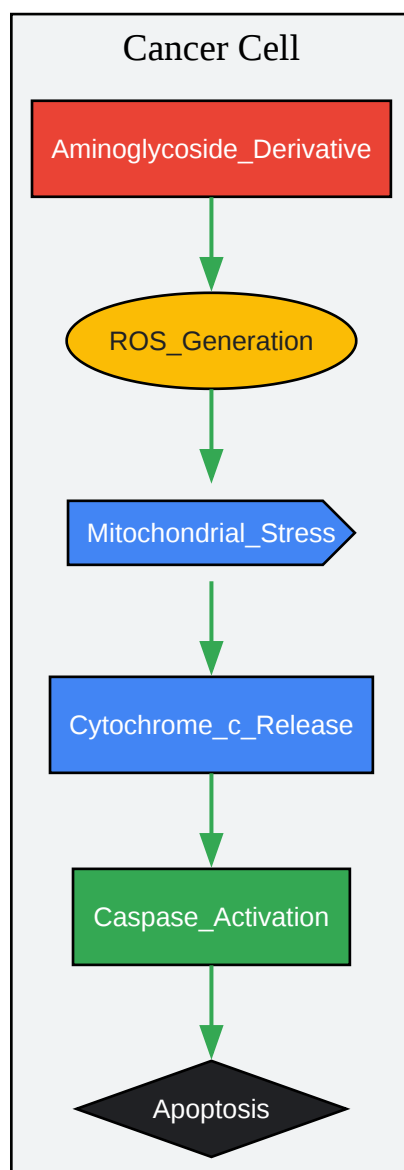 Cancer Cell
Aminoglycoside_Derivative
ROS_Generation
Mitochondrial_Stress
Cytochrome_c_Release
Caspase_Activation
Apoptosis